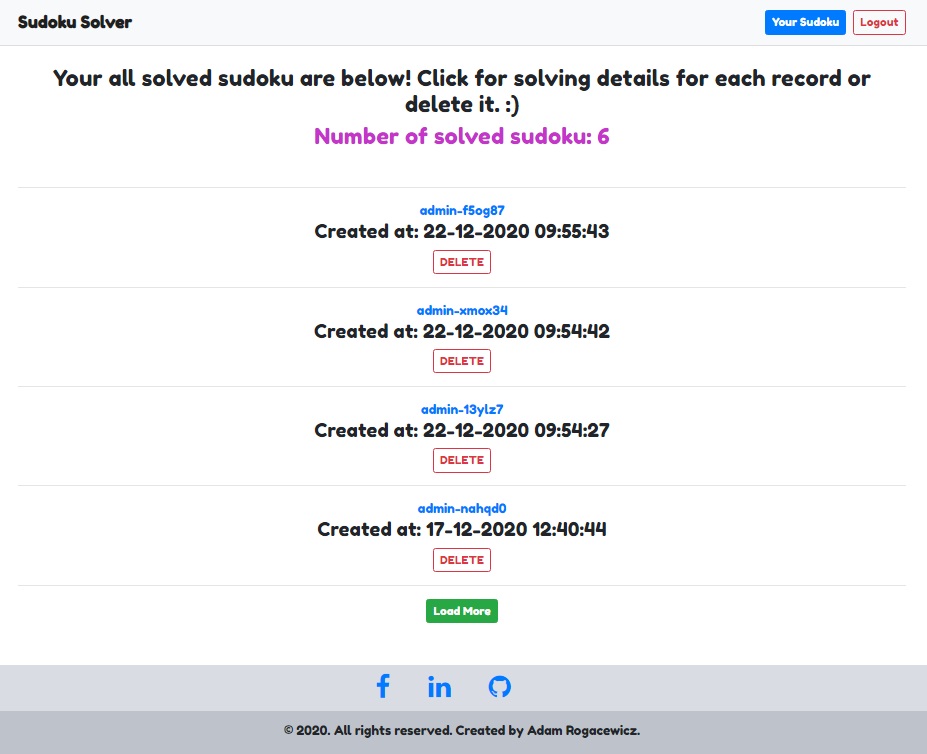 Sudoku Solver
Your Sudoku
Logout
Your all solved sudoku are below! Click for solving details for each record or
delete it. :)
Number of solved sudoku: 6
admin-f5og87
Created at: 22-12-2020 09:55:43
DELETE
admin-xmox34
Created at: 22-12-2020 09:54:42
DELETE
admin-13ylz7
Created at: 22-12-2020 09:54:27
DELETE
admin-nahqd0
Created at: 17-12-2020 12:40:44
DELETE
Load More
© 2020. All rights reserved. Created by Adam Rogacewicz.